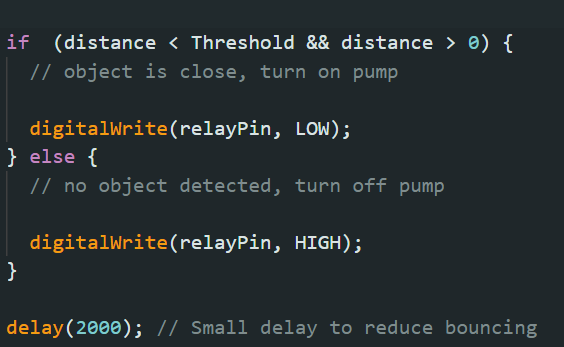 if  (distance < Threshold && distance > 0) {
  // object is close, turn on pump

  digitalWrite(relayPin, LOW);
} else {
  // no object detected, turn off pump

  digitalWrite(relayPin, HIGH);
}

delay(2000); // Small delay to reduce bouncing